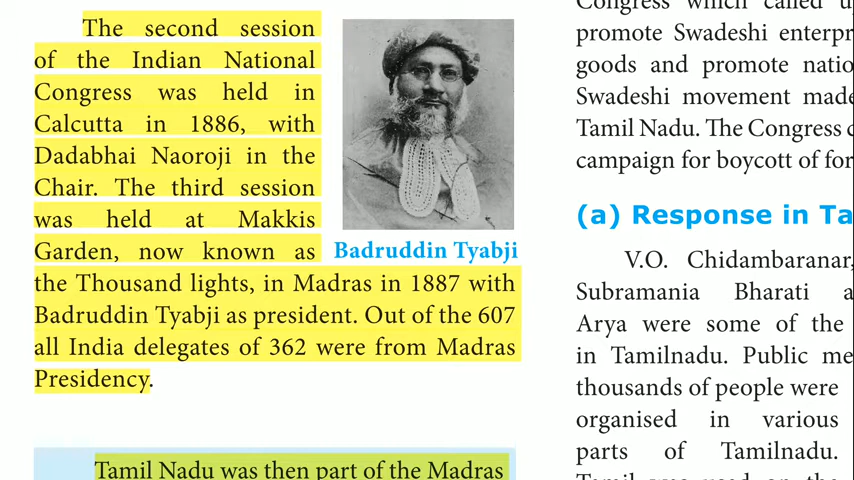 The second session
of the Indian National
Congress was held in
Calcutta in 1886, with
Dadabhai Naoroji in the
Chair. The third session
was held at Makkis
Garden, now known as
Badruddin Tyabji
the Thousand lights, in Madras in 1887 with
Badruddin Tyabji as president. Out of the 607
all India delegates of 362 were from Madras
Presidency.
Tamil Nadu was then part of the Madras
Congress which called
promote Swadeshi
goods and promote
Swadeshi movement
Tamil Nadu. The Congress
campaign for boycott of
(a) Response in
V.O. Chidambaranar,
Subramania Bharati
Arya were some of the
in Tamilnadu. Public
thousands of people were
organised in various
parts of Tamilnadu.